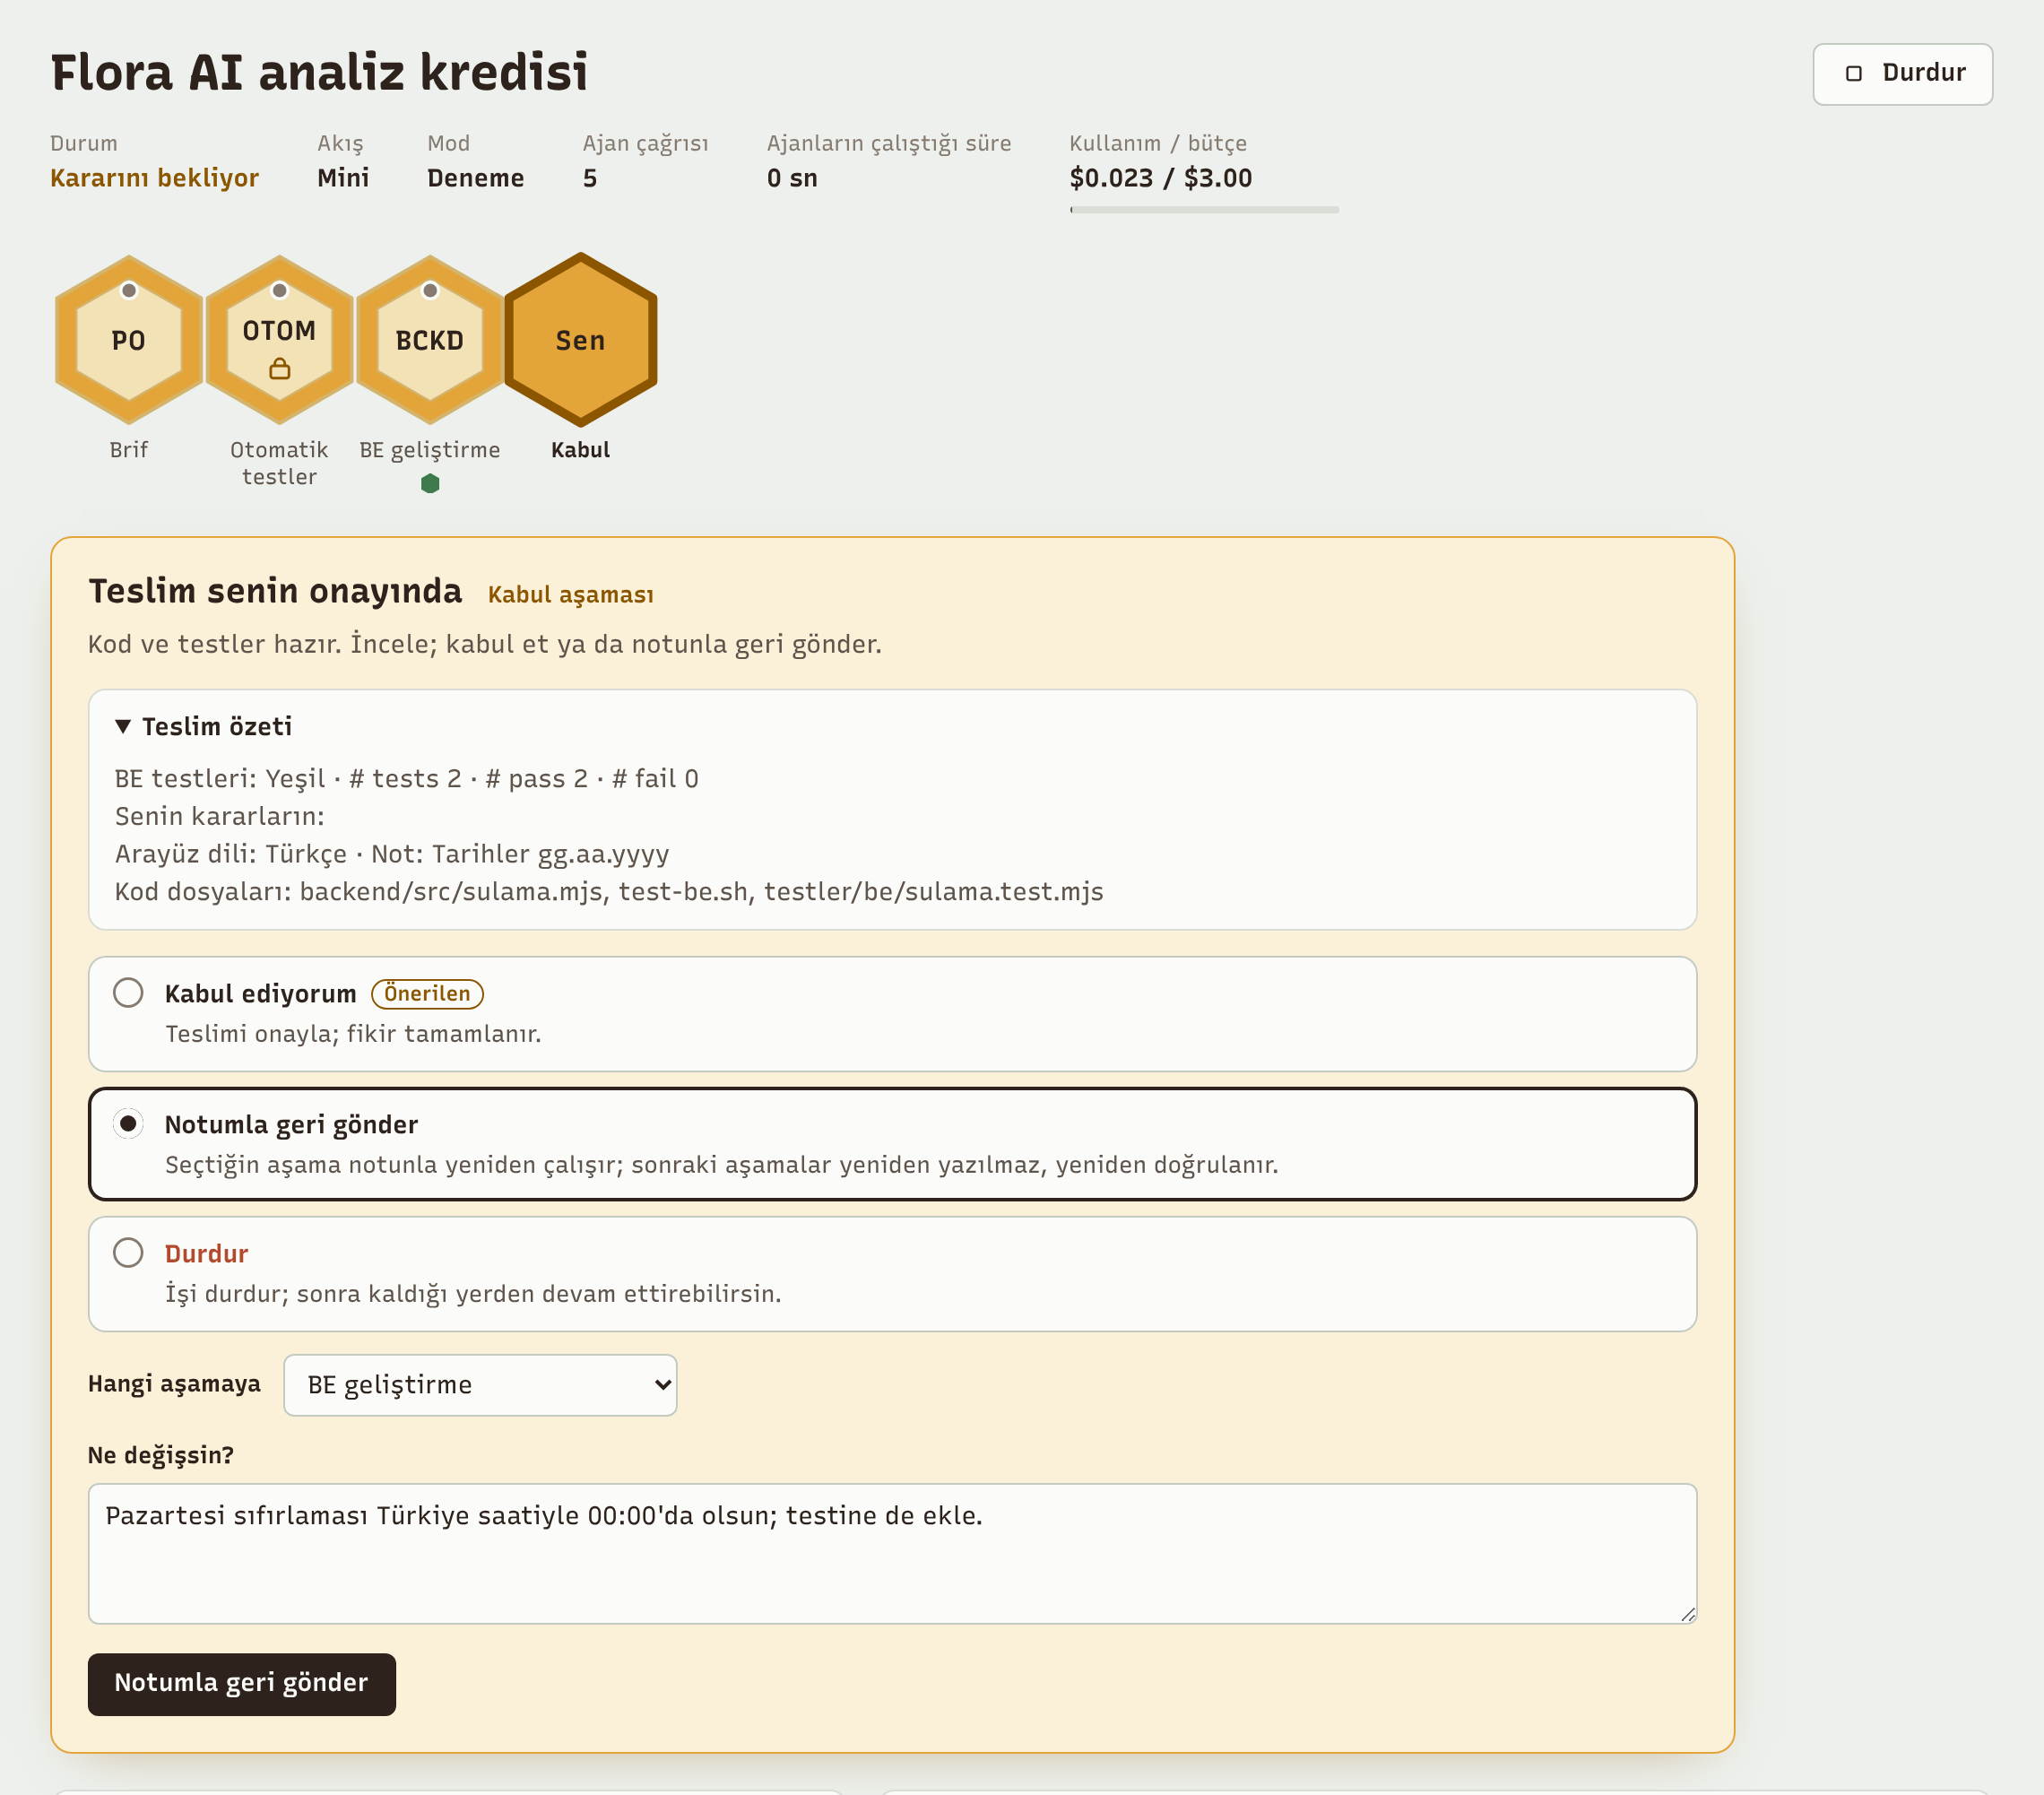 Flora AI analiz kredisi
Durdur
Durum
Kararını bekliyor
Akış
Mini
Mod
Deneme
Ajan çağrısı
5
Ajanların çalıştığı süre
0 sn
Kullanım / bütçe
$0.023 / $3.00
PO
OTOM
BCKD
Sen
Brif
Otomatik
testler
BE geliştirme
Kabul
Teslim senin onayında
Kabul aşaması
Kod ve testler hazır. İncele; kabul et ya da notunla geri gönder.
Teslim özeti
BE testleri: Yeşil · # tests 2 · # pass 2 · # fail 0
Senin kararların:
Arayüz dili: Türkçe · Not: Tarihler gg.aa.yyyy
Kod dosyaları: backend/src/sulama.mjs, test-be.sh, testler/be/sulama.test.mjs
Kabul ediyorum
Önerilen
Teslimi onayla; fikir tamamlanır.
Notumla geri gönder
Seçtiğin aşama notunla yeniden çalışır; sonraki aşamalar yeniden yazılmaz, yeniden doğrulanır.
Durdur
İşi durdur; sonra kaldığı yerden devam ettirebilirsin.
Hangi aşamaya
BE geliştirme
Ne değişsin?
Pazartesi sıfırlaması Türkiye saatiyle 00:00'da olsun; testine de ekle.
Notumla geri gönder